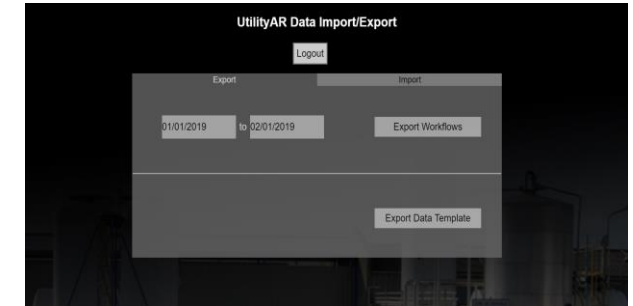 UtilityAR Data Import/Export
Logout
Export Import
01/01/2019 to 02/01/2019 Export Workflows
Export Data Template